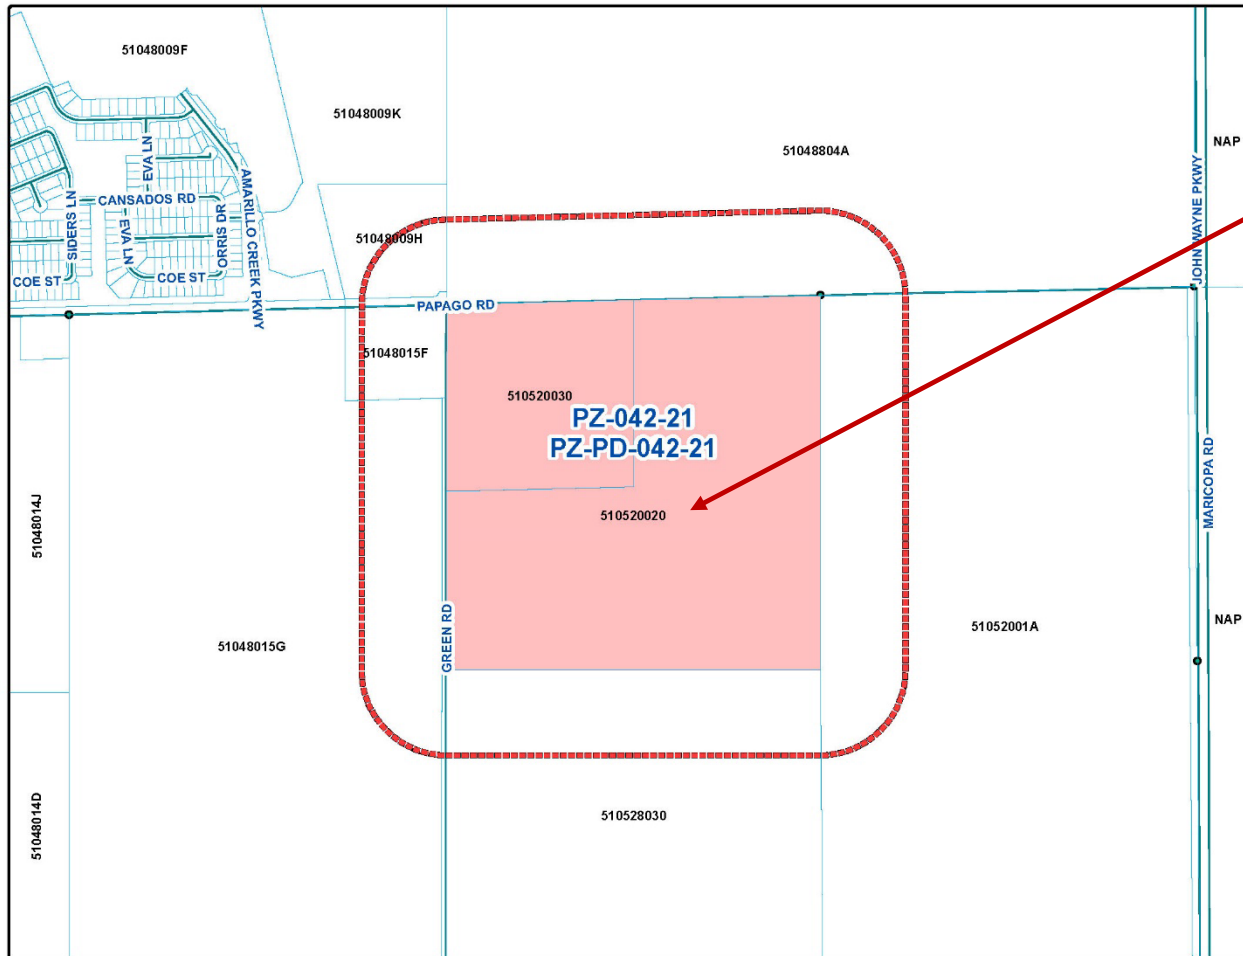 51048009F
51048009K
NAP
51048804A
EVA LN
JOHN WAYNE PKWY
AMARILLO CREEK PKWY
CANSADOS RD
SIDERS LN
EVA LN
ORRIS DR
51048009H
COE ST
COE ST
PAPAGO RD
51048015F
510520030
PZ-042-21
PZ-PD-042-21
MARICOPA RD
510520020
51048014J
GREEN RD
NAP
51052001A
51048015G
510528030
51048014D